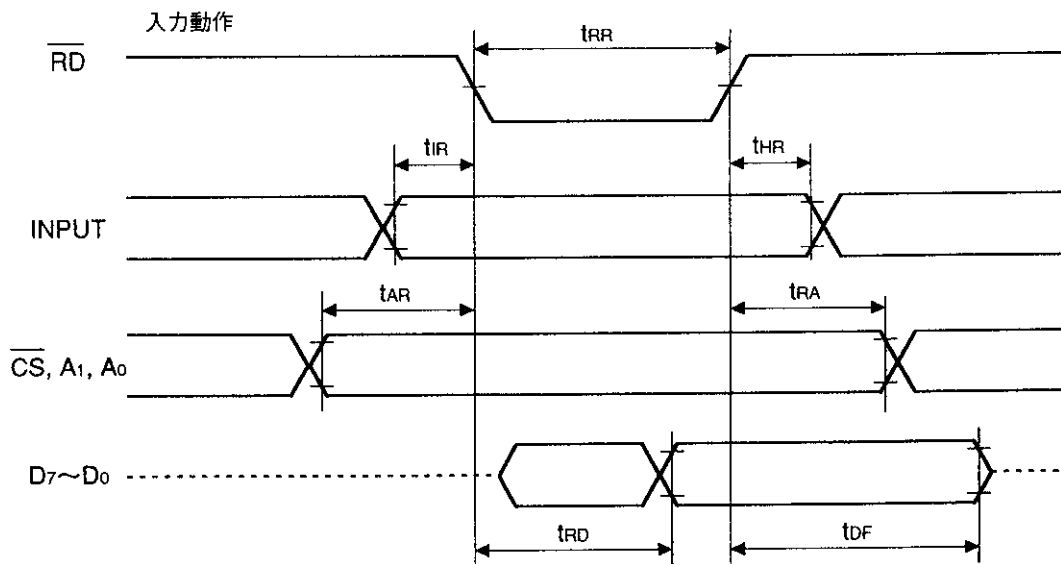 入力動作
RD
tRR
tIR
tHR
INPUT
tAR
tRA
CS, A1, A0
D7～D0
tRD
tDF